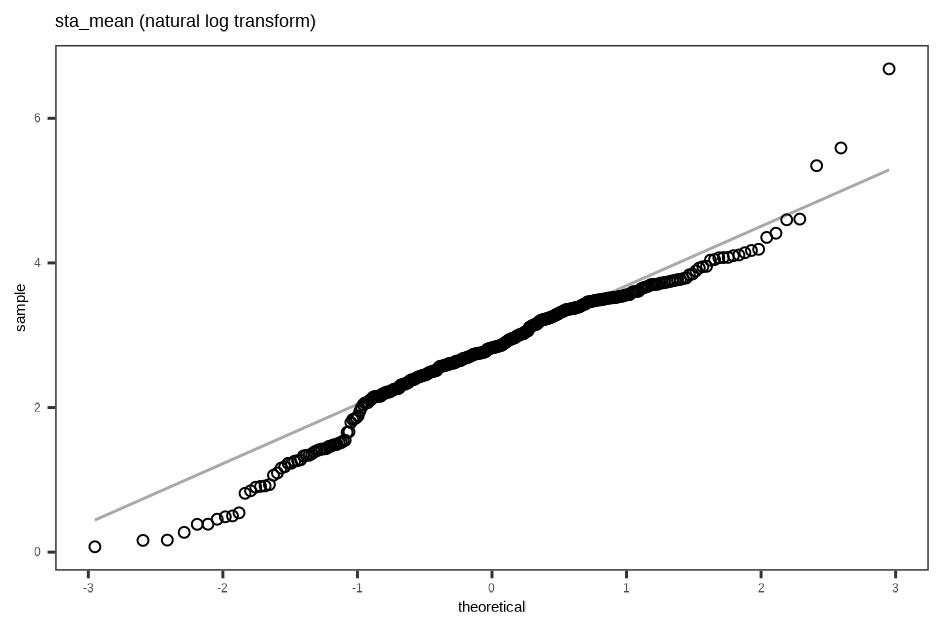 sta_mean (natural log transform)
6
4
2
0
sample
-3 -2 -1 0 1 2 3
theoretical